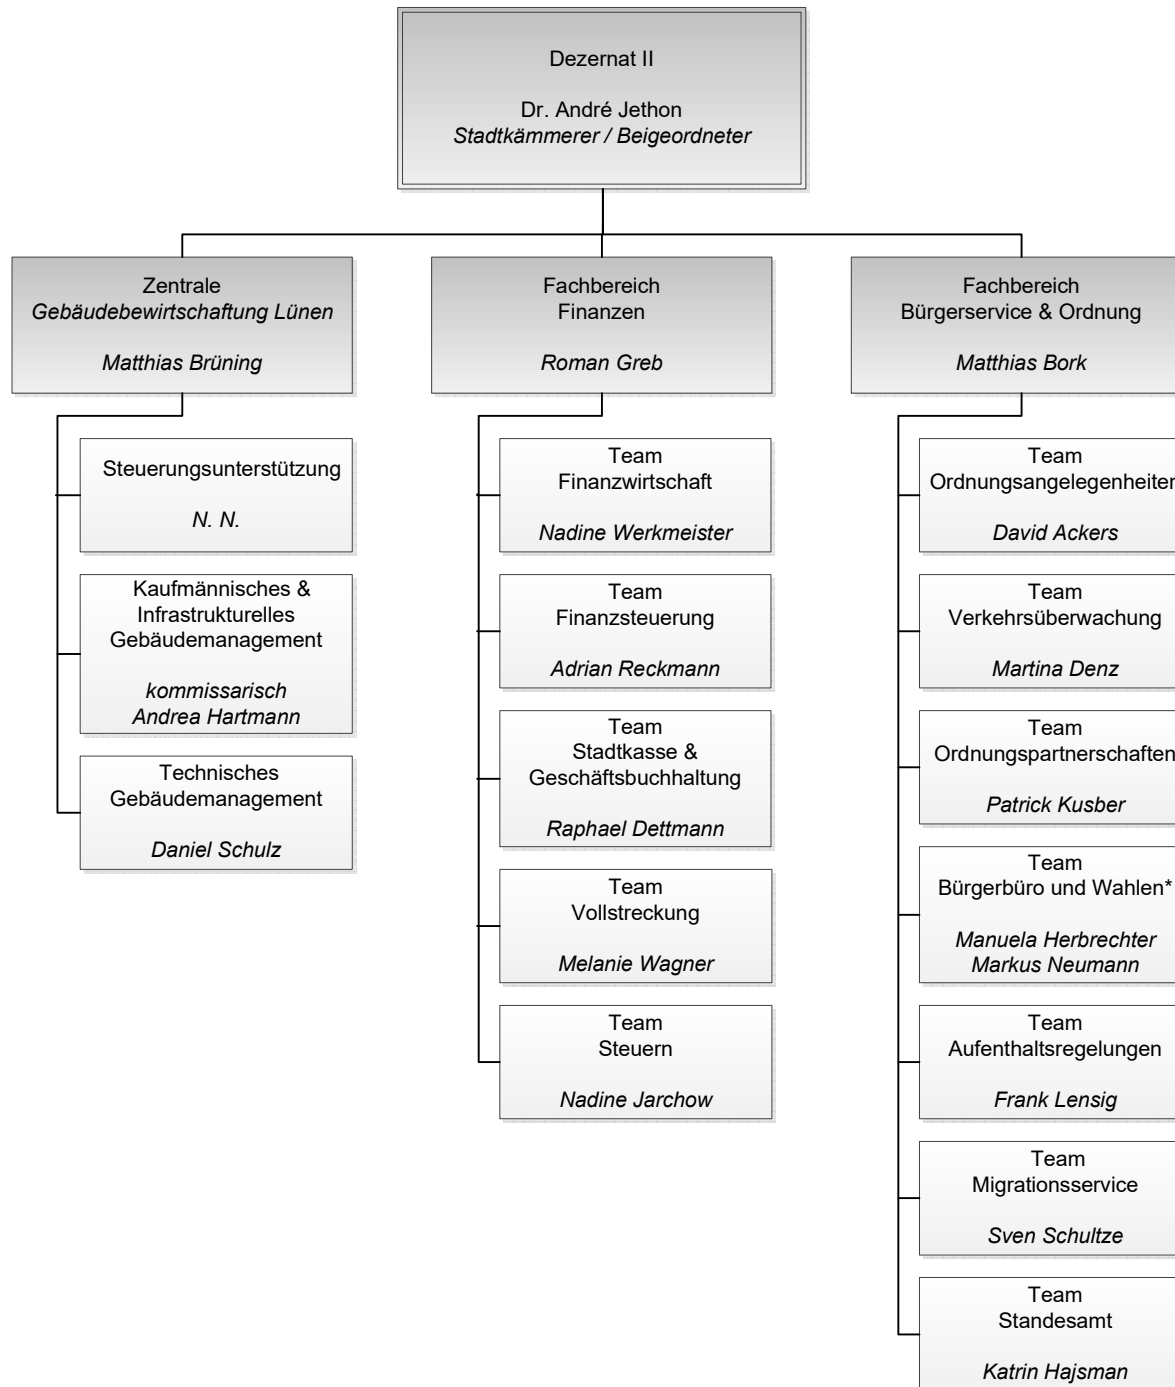 Dezernat II
Dr. André Jethon
Stadtkämmerer / Beigeordneter
Zentrale
Gebäudebewirtschaftung Lünen
Matthias Brüning
Steuerungsunterstützung
N. N.
Kaufmännisches &
Infrastrukturelles
Gebäudemanagement
kommissarisch
Andrea Hartmann
Technisches
Gebäudemanagement
Daniel Schulz
Fachbereich
Finanzen
Roman Greb
Team
Finanzwirtschaft
Nadine Werkmeister
Team
Finanzsteuerung
Adrian Reckmann
Team
Stadtkasse &
Geschäftsbuchhaltung
Raphael Dettmann
Team
Vollstreckung
Melanie Wagner
Team
Steuern
Nadine Jarchow
Fachbereich
Bürgerservice & Ordnung
Matthias Bork
Team
Ordnungsangelegenheiten
David Ackers
Team
Verkehrsüberwachung
Martina Denz
Team
Ordnungspartnerschaften
Patrick Kusber
Team
Bürgerbüro und Wahlen*
Manuela Herbrechter
Markus Neumann
Team
Aufenthaltsregelungen
Frank Lensig
Team
Migrationsservice
Sven Schultze
Team
Standesamt
Katrin Hajsman